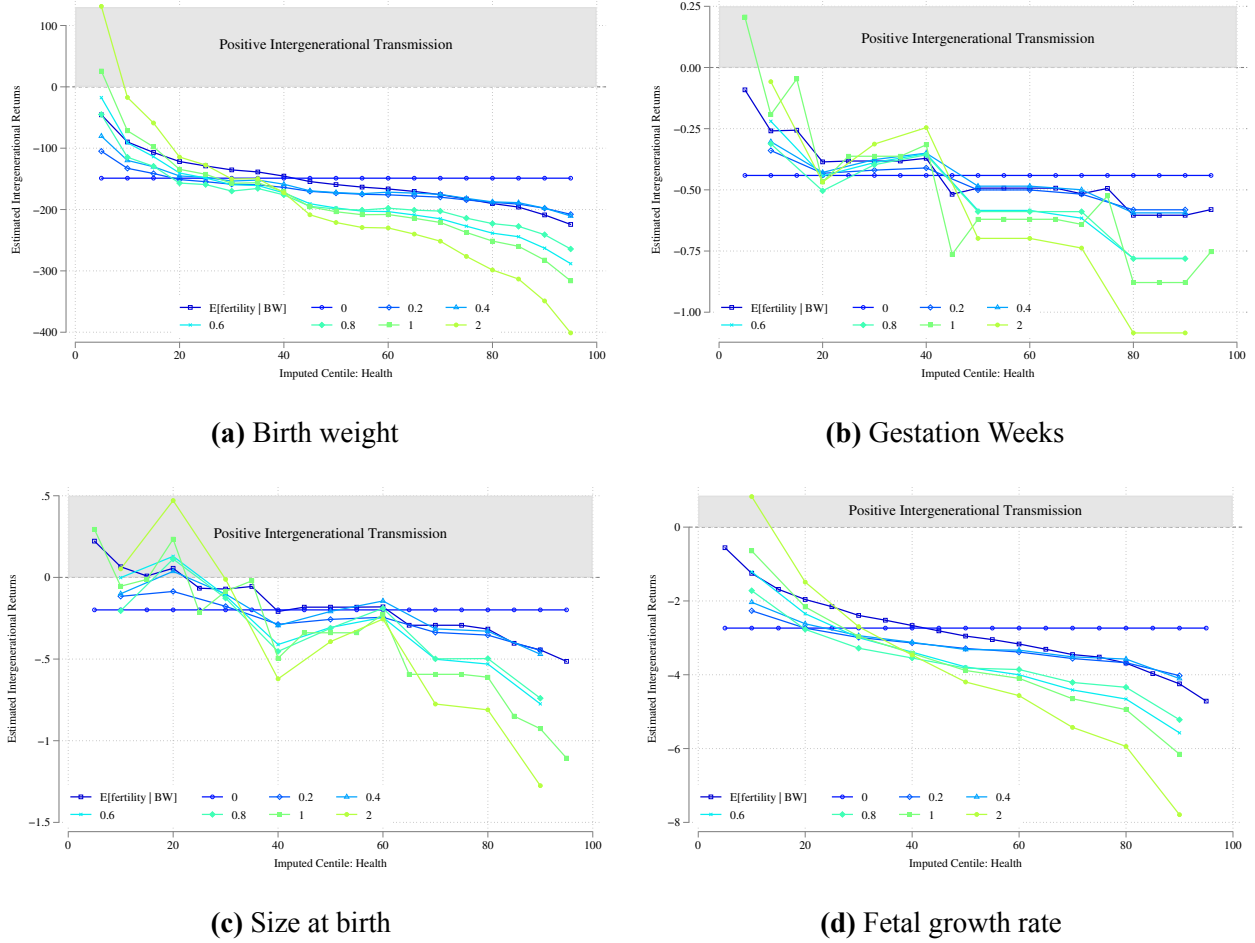 Positive Intergenerational Transmission
Estimated Intergenerational Returns
100
0
−100
−200
−300
−400
E[fertility | BW] 0 0.2 0.4
0.6 0.8 1 2
0 20 40 60 80 100
Imputed Centile: Health
(a) Birth weight
Positive Intergenerational Transmission
Estimated Intergenerational Returns
0.25
0.00
−0.25
−0.50
−0.75
−1.00
E[fertility | BW] 0 0.2 0.4
0.6 0.8 1 2
0 20 40 60 80 100
Imputed Centile: Health
(b) Gestation Weeks
Positive Intergenerational Transmission
Estimated Intergenerational Returns
.5
0
−.5
−1
−1.5
E[fertility | BW] 0 0.2 0.4
0.6 0.8 1 2
0 20 40 60 80 100
Imputed Centile: Health
(c) Size at birth
Positive Intergenerational Transmission
Estimated Intergenerational Returns
0
−2
−4
−6
−8
E[fertility | BW] 0 0.2 0.4
0.6 0.8 1 2
0 20 40 60 80 100
Imputed Centile: Health
(d) Fetal growth rate